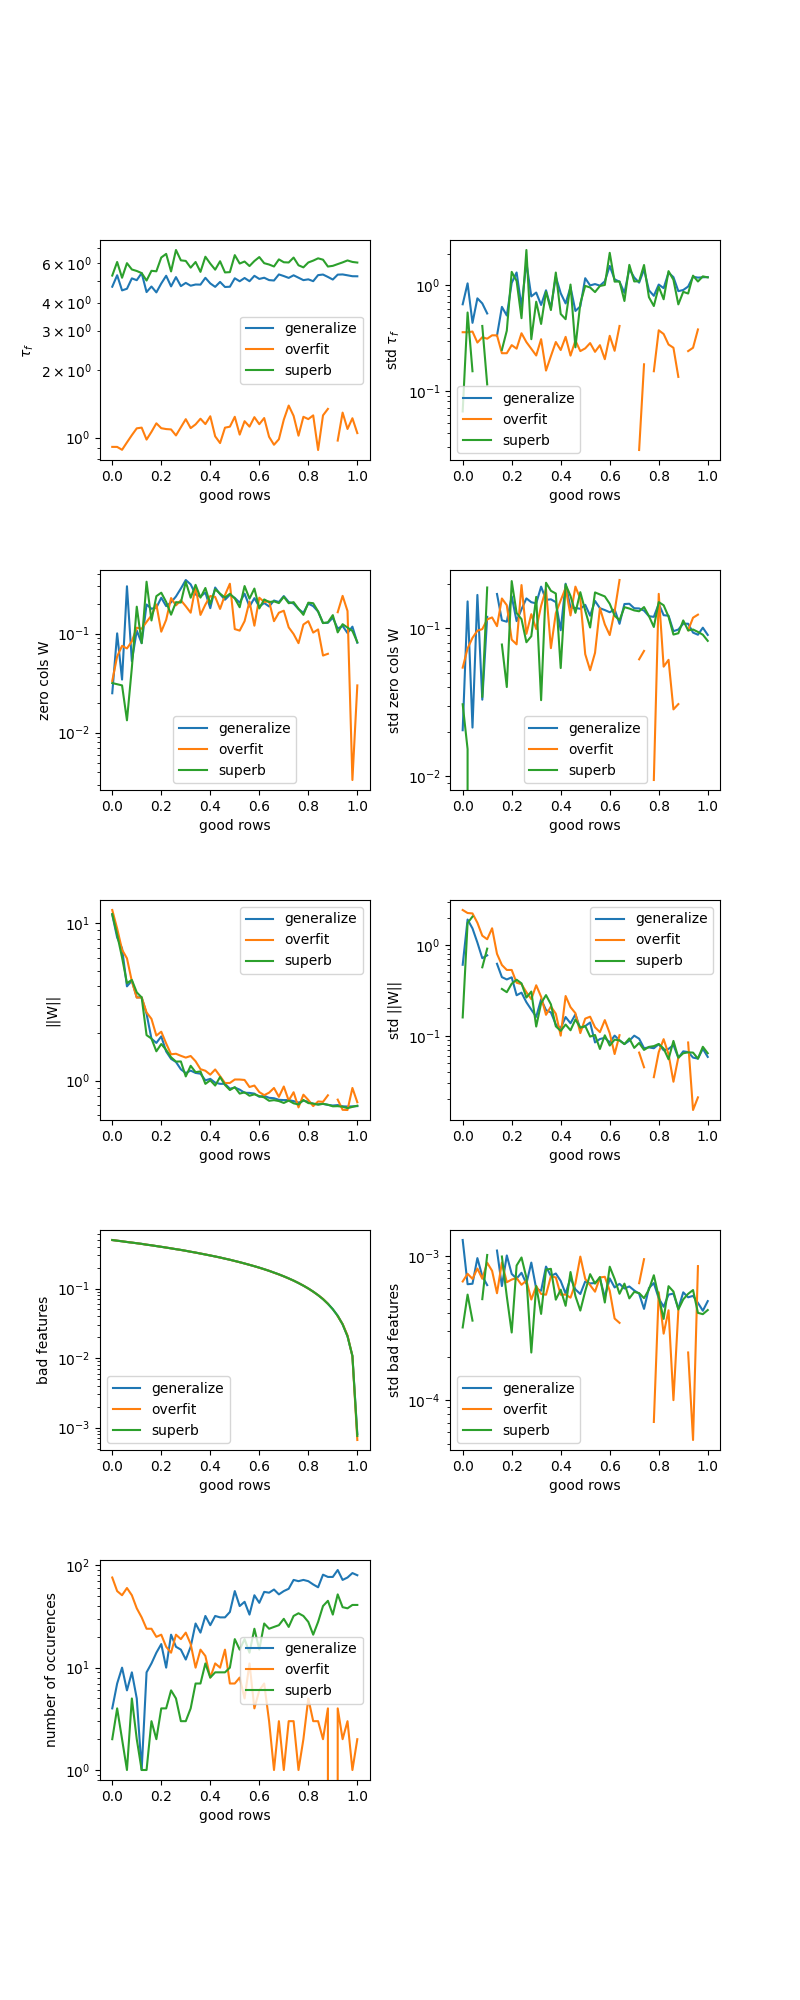 6 × 10⁰
4 × 10⁰
3 × 10⁰
2 × 10⁰
10⁰
τf
generalize
overfit
superb
0.0 0.2 0.4 0.6 0.8 1.0
good rows
10⁰
10⁻¹
std τf
generalize
overfit
superb
0.0 0.2 0.4 0.6 0.8 1.0
good rows
10⁻¹
10⁻²
zero cols W
generalize
overfit
superb
0.0 0.2 0.4 0.6 0.8 1.0
good rows
10⁻¹
10⁻²
std zero cols W
generalize
overfit
superb
0.0 0.2 0.4 0.6 0.8 1.0
good rows
10¹
10⁰
||W||
generalize
overfit
superb
0.0 0.2 0.4 0.6 0.8 1.0
good rows
10⁰
10⁻¹
std ||W||
generalize
overfit
superb
0.0 0.2 0.4 0.6 0.8 1.0
good rows
10⁻¹
10⁻²
10⁻³
bad features
generalize
overfit
superb
0.0 0.2 0.4 0.6 0.8 1.0
good rows
10⁻³
10⁻⁴
std bad features
generalize
overfit
superb
0.0 0.2 0.4 0.6 0.8 1.0
good rows
10²
10¹
10⁰
number of occurences
generalize
overfit
superb
0.0 0.2 0.4 0.6 0.8 1.0
good rows